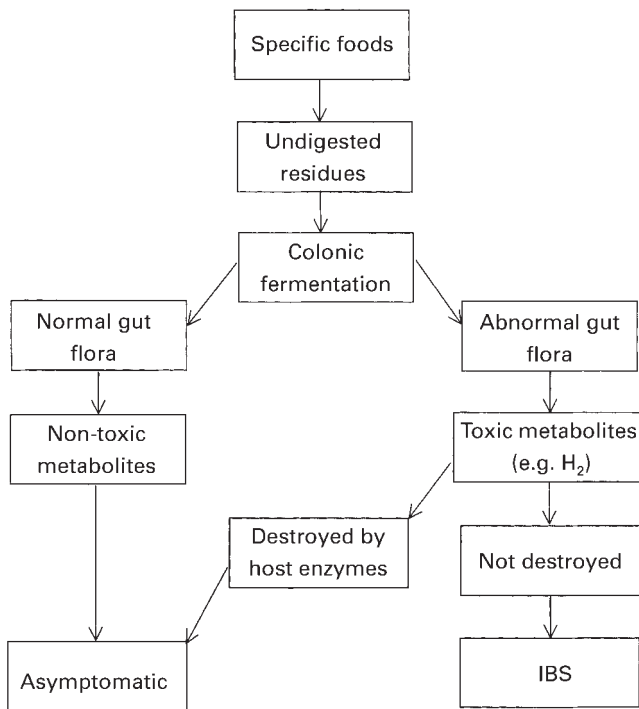 Specific foods
Undigested
residues
Colonic
fermentation
Normal gut
flora
Abnormal gut
flora
Non-toxic
metabolites
Toxic metabolites
(e.g. H₂)
Destroyed by
host enzymes
Not destroyed
Asymptomatic
IBS